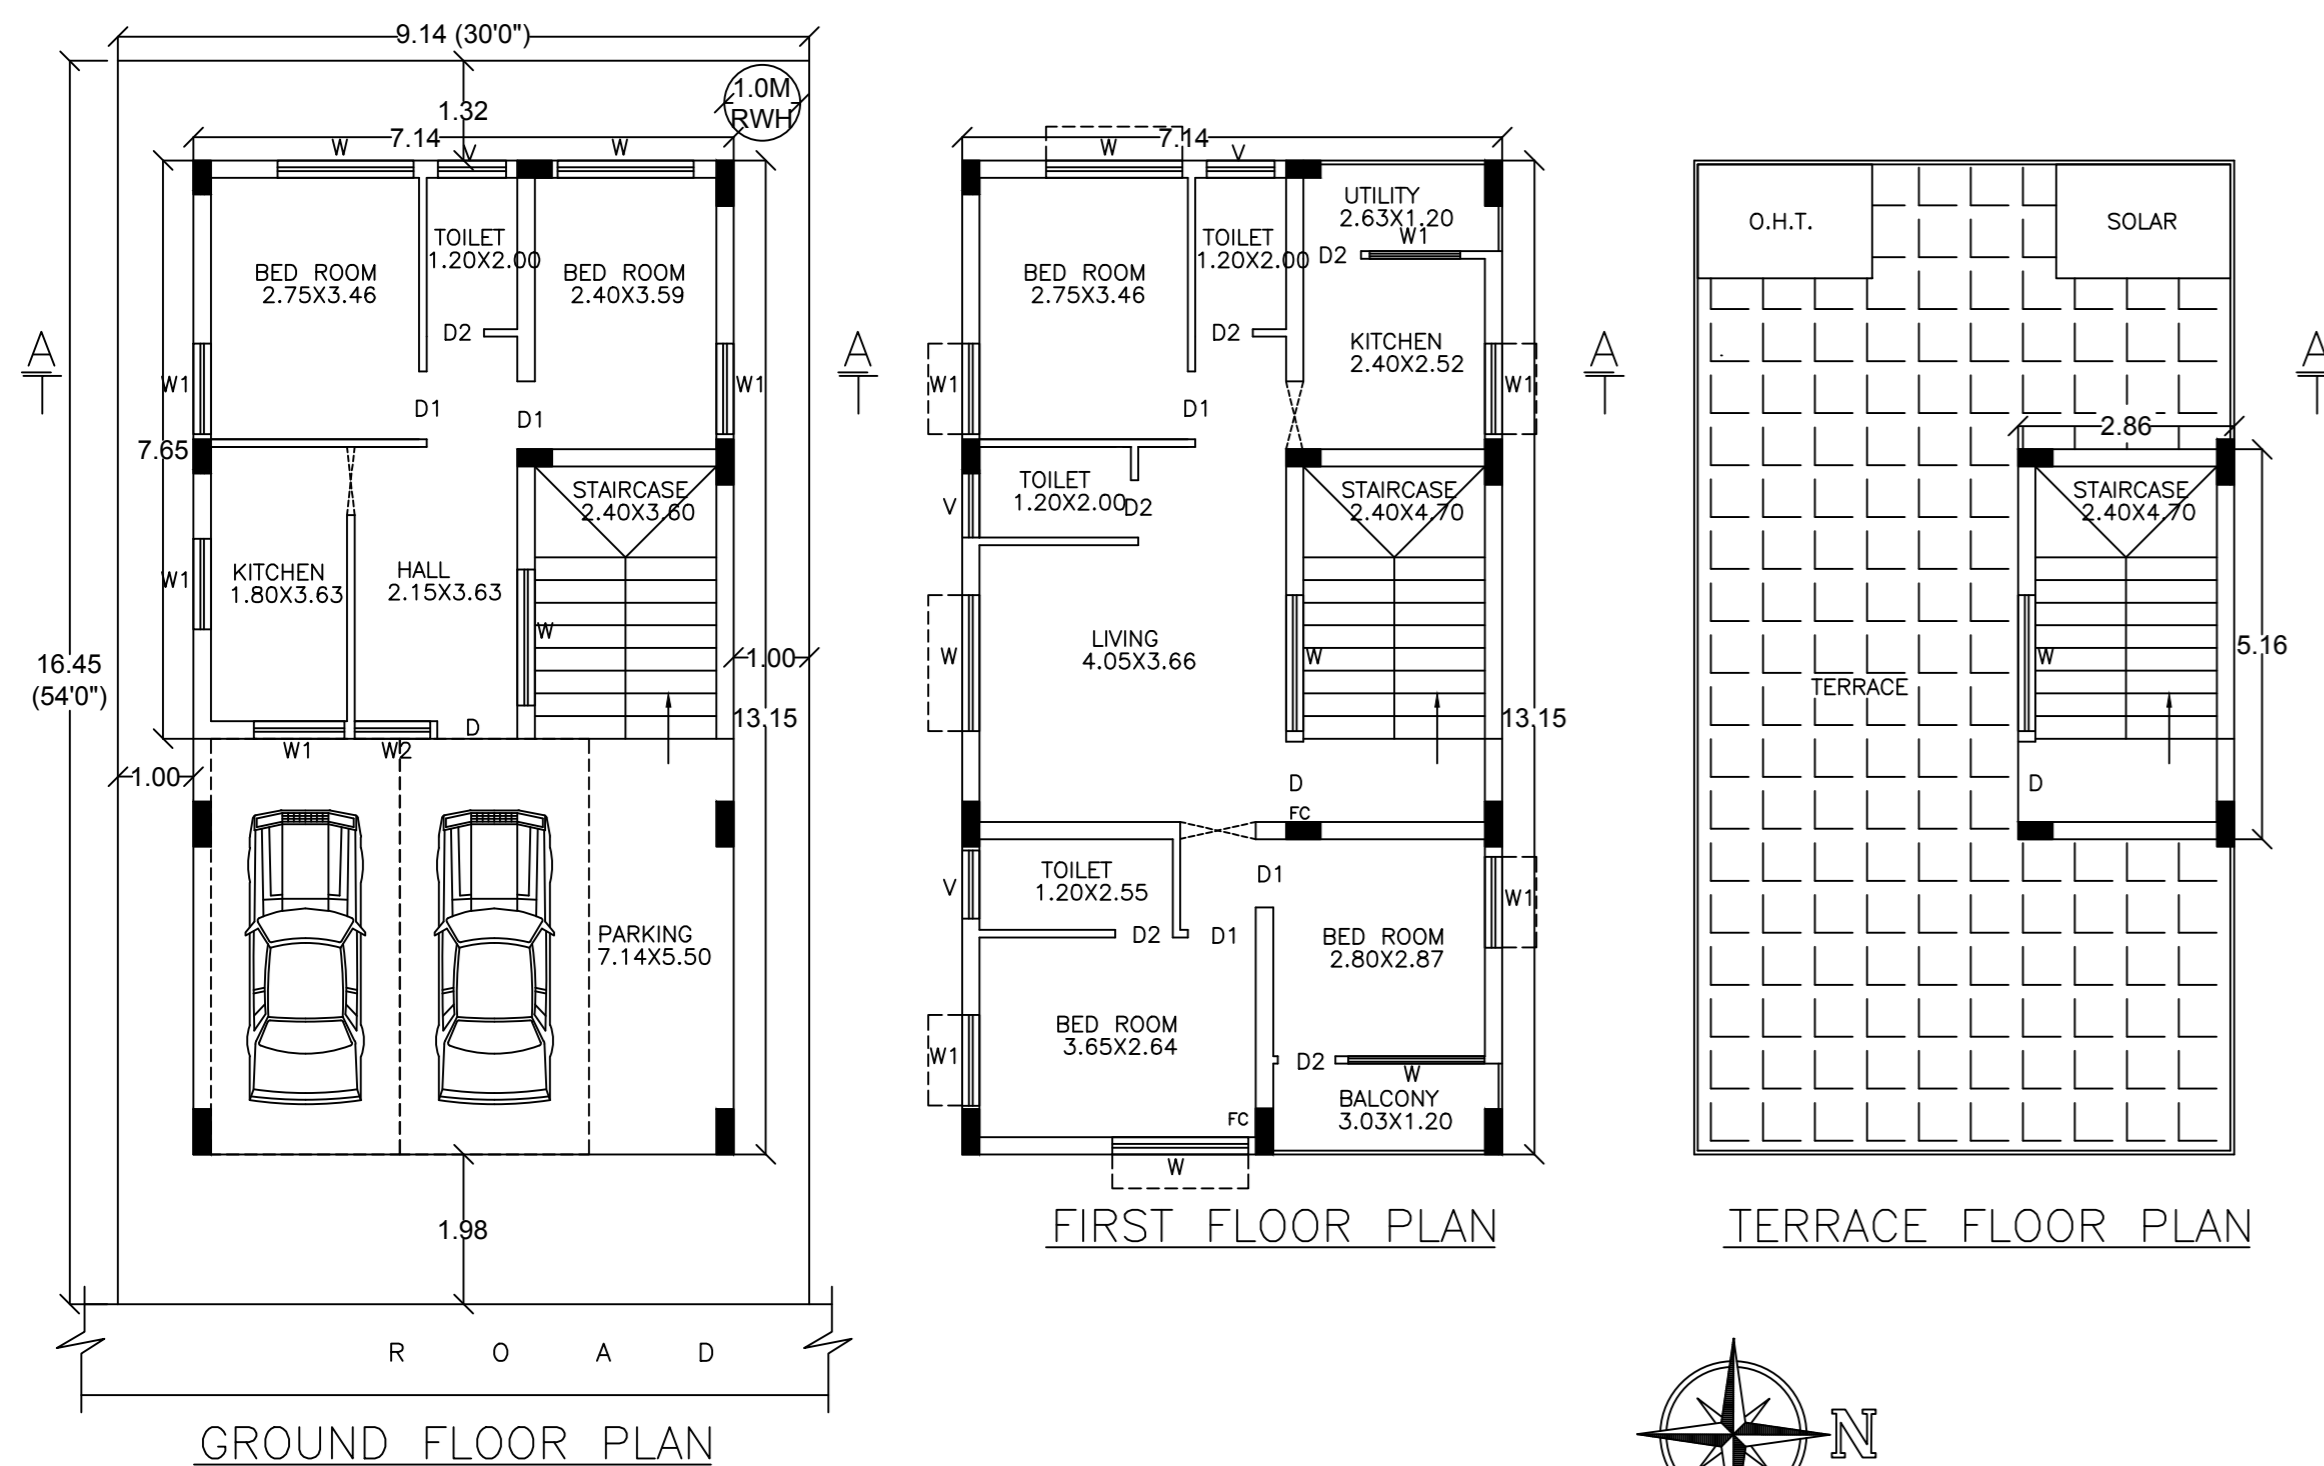 9.14 (30'0")
1.32
1.0M
RWH
7.14
W
V
W
BED ROOM
2.75X3.46
TOILET
1.20X2.00
BED ROOM
2.40X3.59
D2
A
A
W1
W1
D1
D1
7.65
STAIRCASE
2.40X3.60
W1
KITCHEN
1.80X3.63
HALL
2.15X3.63
W
16.45
(54'0")
1.00
13.15
D
W1
W2
1.00
PARKING
7.14X5.50
1.98
R O A D
GROUND FLOOR PLAN
7.14
W
V
UTILITY
2.63X1.20
W1
D2
BED ROOM
2.75X3.46
TOILET
1.20X2.00
D2
KITCHEN
2.40X2.52
A
W1
W1
D1
TOILET
1.20X2.00
D2
V
STAIRCASE
2.40X4.70
LIVING
4.05X3.66
W
W
13.15
D
FC
TOILET
1.20X2.55
V
D1
D2
D1
BED ROOM
2.80X2.87
W1
BED ROOM
3.65X2.64
W1
D2
W
BALCONY
3.03X1.20
FC
W
FIRST FLOOR PLAN
O.H.T.
SOLAR
A
2.86
STAIRCASE
2.40X4.70
5.16
W
TERRACE
D
TERRACE FLOOR PLAN
N